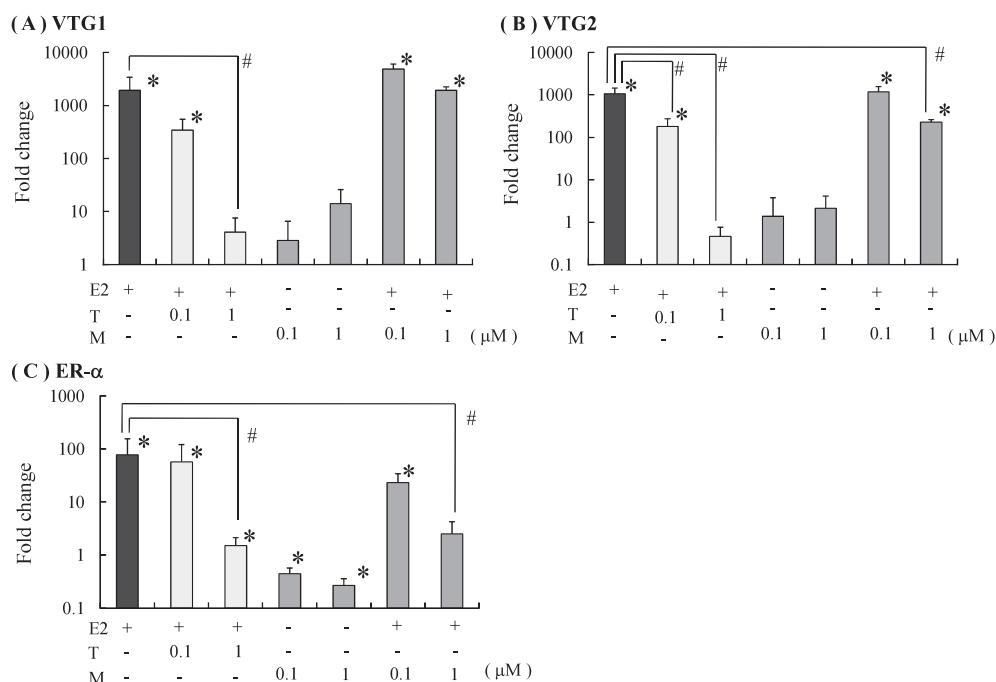 ( A ) VTG1
10000
1000
100
10
1
Fold change
#
*
*
*
*
E2 + + + - - + +
T - 0.1 1 - - - -
M - - - 0.1 1 0.1 1 ( μM )
( B ) VTG2
10000
1000
100
10
1
0.1
Fold change
#
#
#
*
*
*
*
E2 + + + - - + +
T - 0.1 1 - - - -
M - - - 0.1 1 0.1 1 ( μM )
( C ) ER-α
1000
100
10
1
0.1
Fold change
#
#
*
*
*
*
*
*
E2 + + + - - + +
T - 0.1 1 - - - -
M - - - 0.1 1 0.1 1 ( μM )